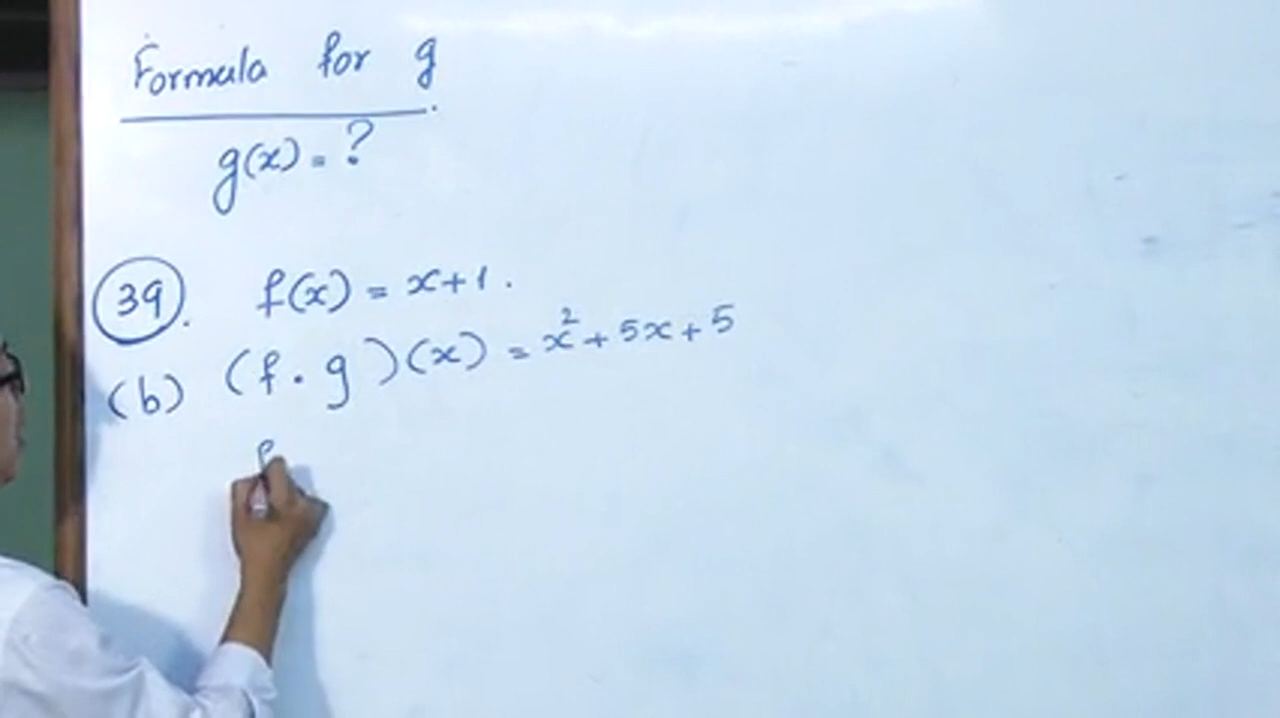 Formula for g.
g(x) = ?
39. f(x) = x+1.
(b) (f · g)(x) = x² + 5x + 5
f